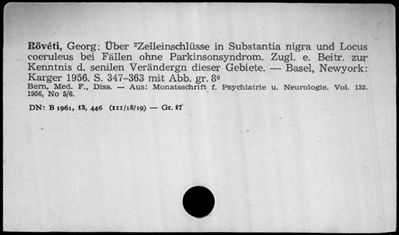 Rövéti, Georg: Über ²Zelleinschlüsse in Substantia nigra und Locus
coeruleus bei Fällen ohne Parkinsonsyndrom. Zugl. e. Beitr. zur
Kenntnis d. senilen Verändergn dieser Gebiete. — Basel, Newyork:
Karger 1956. S. 347–363 mit Abb. gr. 8⁰
Bern, Med. F., Diss. — Aus: Monatsschrift f. Psychiatrie u. Neurologie. Vol. 132.
1956, No 5/6.
DN: B 1961, 13, 446 (III/18/19) — Gr. 17